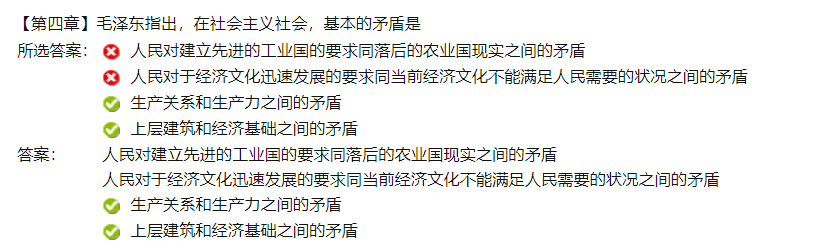 【第四章】毛泽东指出，在社会主义社会，基本的矛盾是
所选答案： 人民对建立先进的工业国的要求同落后的农业国现实之间的矛盾
人民对于经济文化迅速发展的要求同当前经济文化不能满足人民需要的状况之间的矛盾
生产关系和生产力之间的矛盾
上层建筑和经济基础之间的矛盾
答案： 人民对建立先进的工业国的要求同落后的农业国现实之间的矛盾
人民对于经济文化迅速发展的要求同当前经济文化不能满足人民需要的状况之间的矛盾
生产关系和生产力之间的矛盾
上层建筑和经济基础之间的矛盾